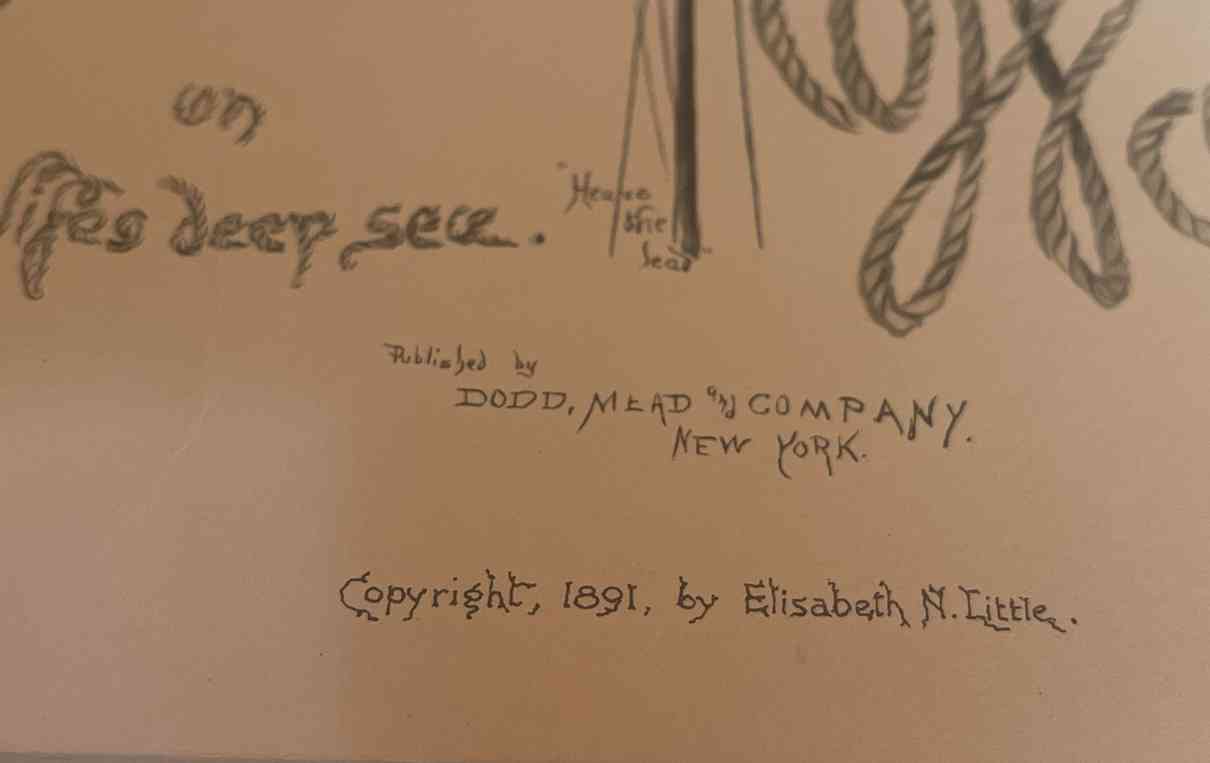 on
lifes deep sea.
"Heave
the
lead"
Published by
DODD, MEAD and COMPANY.
NEW YORK.
Copyright, 1891, by Elisabeth N. Little.